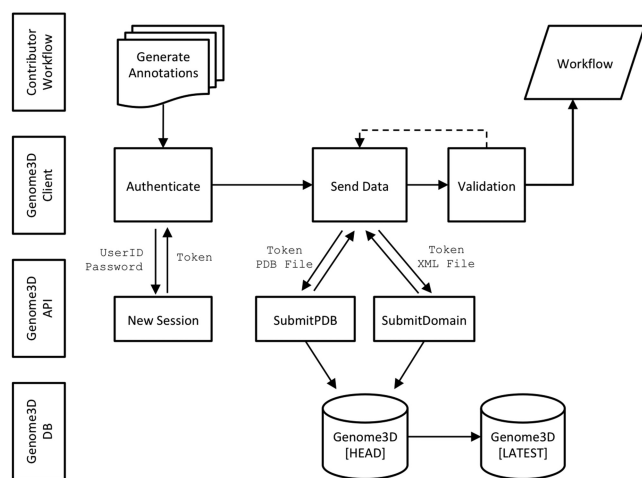 Contributor
Workflow
Generate
Annotations
Workflow
Genome3D
Client
Authenticate
Send Data
Validation
UserID
Password
Token
Token
PDB File
Token
XML File
Genome3D
API
New Session
SubmitPDB
SubmitDomain
Genome3D
DB
Genome3D
[HEAD]
Genome3D
[LATEST]